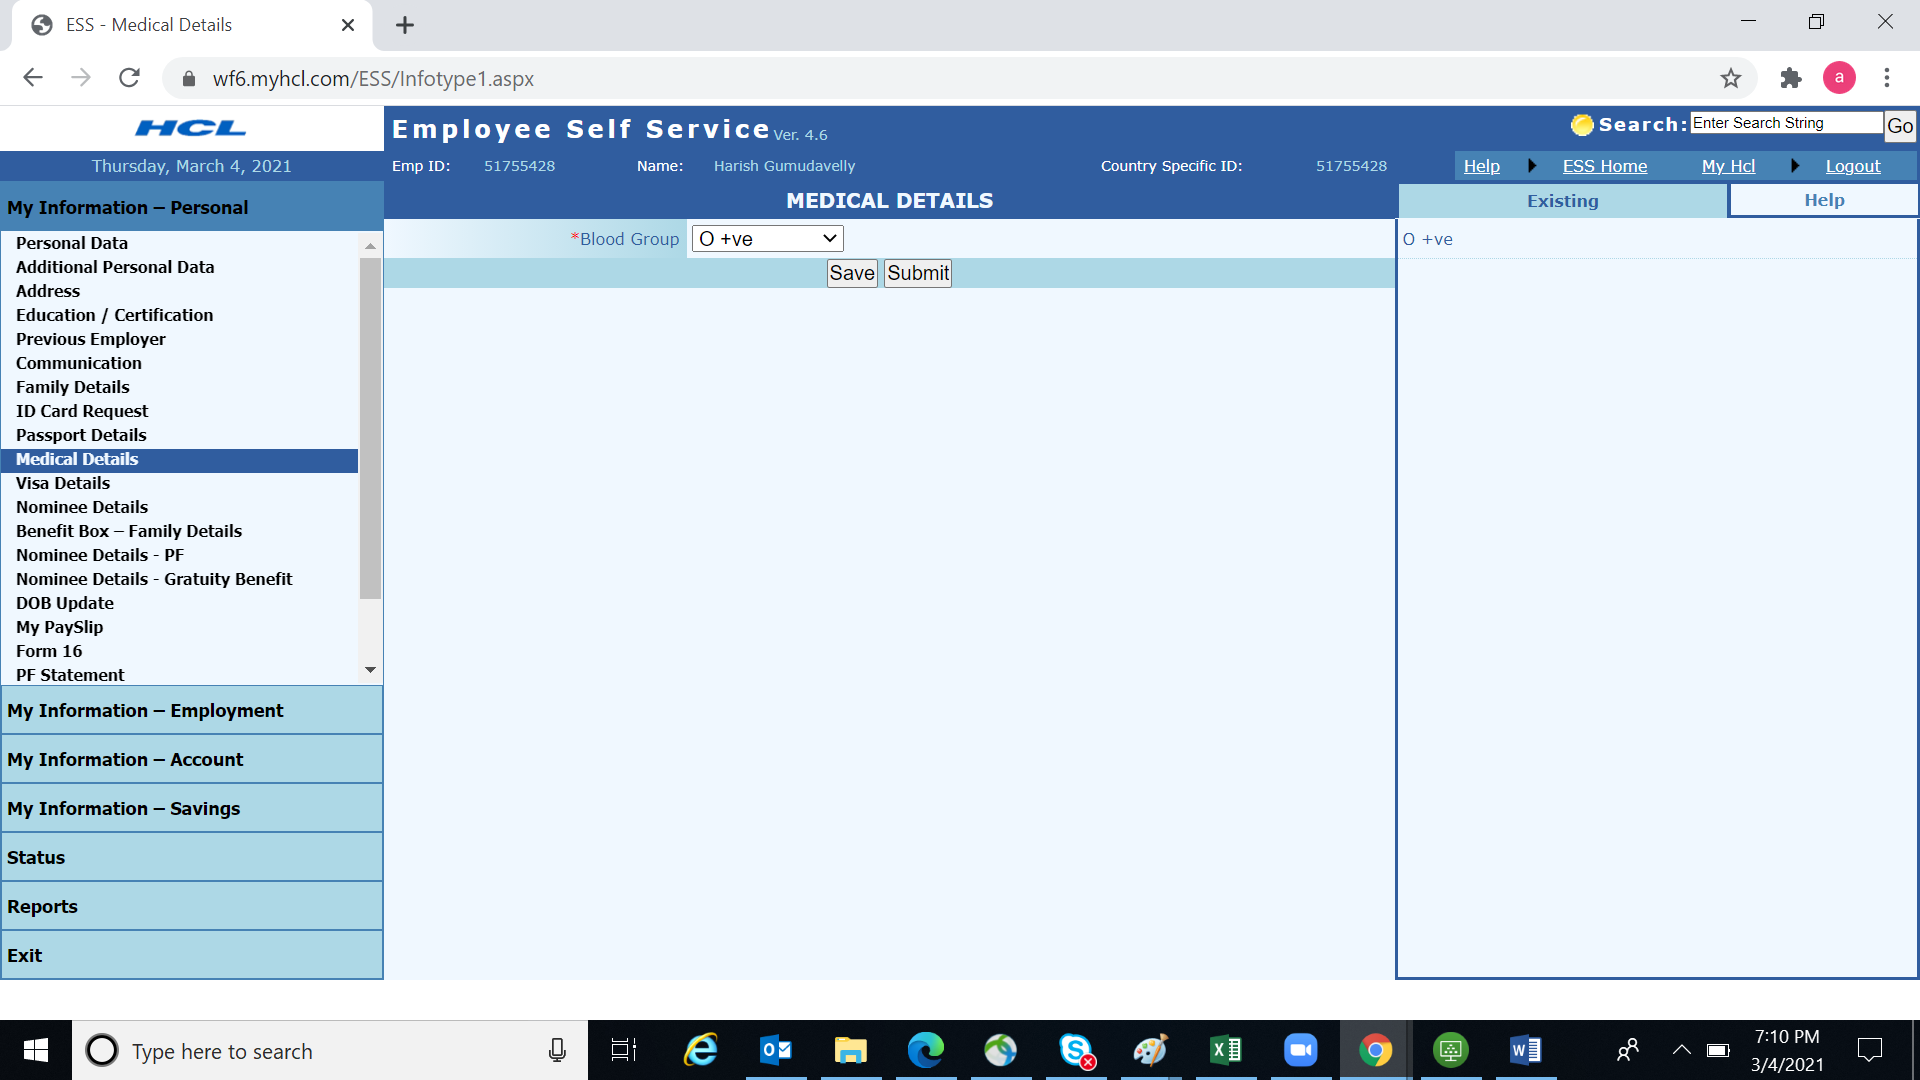 ESS - Medical Details
wf6.myhcl.com/ESS/Infotype1.aspx
a
HCL
Employee Self Service Ver. 4.6
Search: Enter Search String Go
Thursday, March 4, 2021
Emp ID: 51755428 Name: Harish Gumudavelly Country Specific ID: 51755428
Help ESS Home My Hcl Logout
MEDICAL DETAILS
Existing Help
*Blood Group O +ve
O +ve
Save Submit
My Information – Personal
Personal Data
Additional Personal Data
Address
Education / Certification
Previous Employer
Communication
Family Details
ID Card Request
Passport Details
Medical Details
Visa Details
Nominee Details
Benefit Box – Family Details
Nominee Details - PF
Nominee Details - Gratuity Benefit
DOB Update
My PaySlip
Form 16
PF Statement
My Information – Employment
My Information – Account
My Information – Savings
Status
Reports
Exit
Type here to search
7:10 PM
3/4/2021